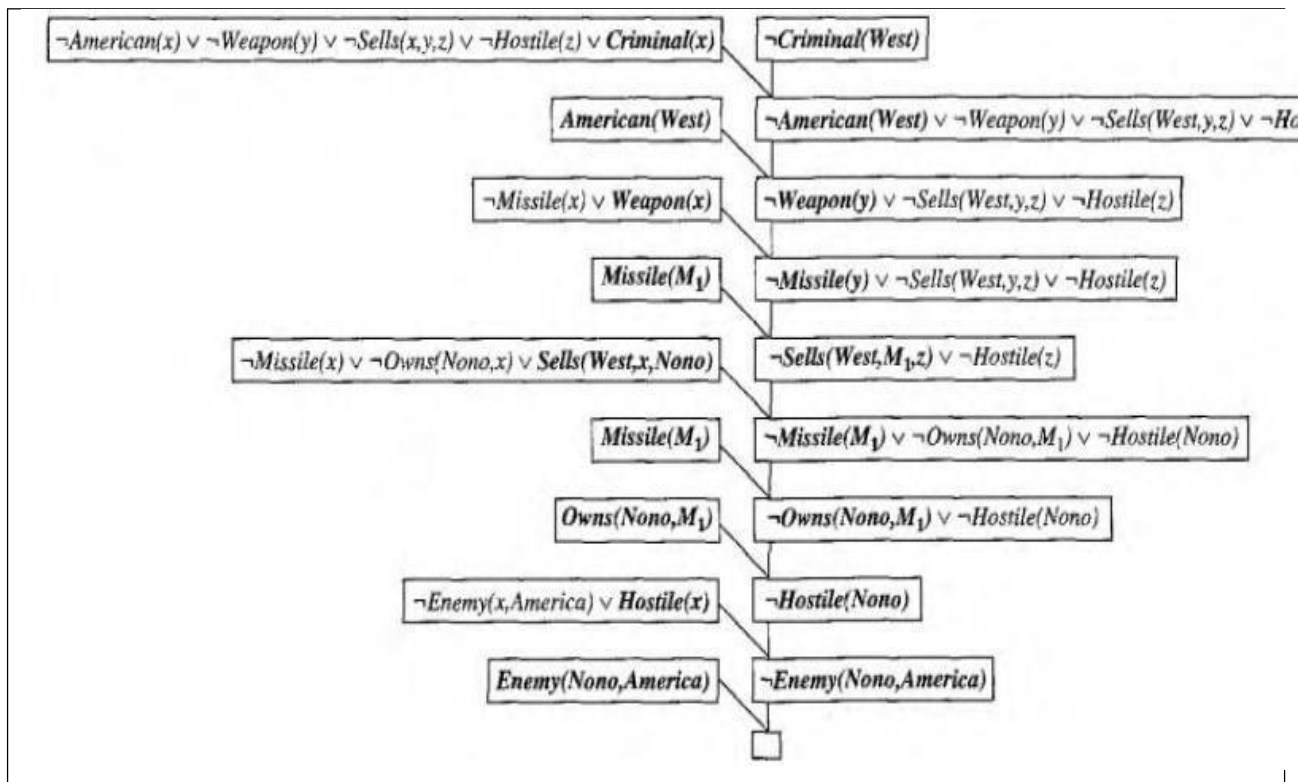 ¬American(x) ∨ ¬Weapon(y) ∨ ¬Sells(x,y,z) ∨ ¬Hostile(z) ∨ Criminal(x) ¬Criminal(West)
American(West) ¬American(West) ∨ ¬Weapon(y) ∨ ¬Sells(West,y,z) ∨ ¬Ho
¬Missile(x) ∨ Weapon(x) ¬Weapon(y) ∨ ¬Sells(West,y,z) ∨ ¬Hostile(z)
Missile(M₁) ¬Missile(y) ∨ ¬Sells(West,y,z) ∨ ¬Hostile(z)
¬Missile(x) ∨ ¬Owns(Nono,x) ∨ Sells(West,x,Nono) ¬Sells(West,M₁,z) ∨ ¬Hostile(z)
Missile(M₁) ¬Missile(M₁) ∨ ¬Owns(Nono,M₁) ∨ ¬Hostile(Nono)
Owns(Nono,M₁) ¬Owns(Nono,M₁) ∨ ¬Hostile(Nono)
¬Enemy(x,America) ∨ Hostile(x) ¬Hostile(Nono)
Enemy(Nono,America) ¬Enemy(Nono,America)